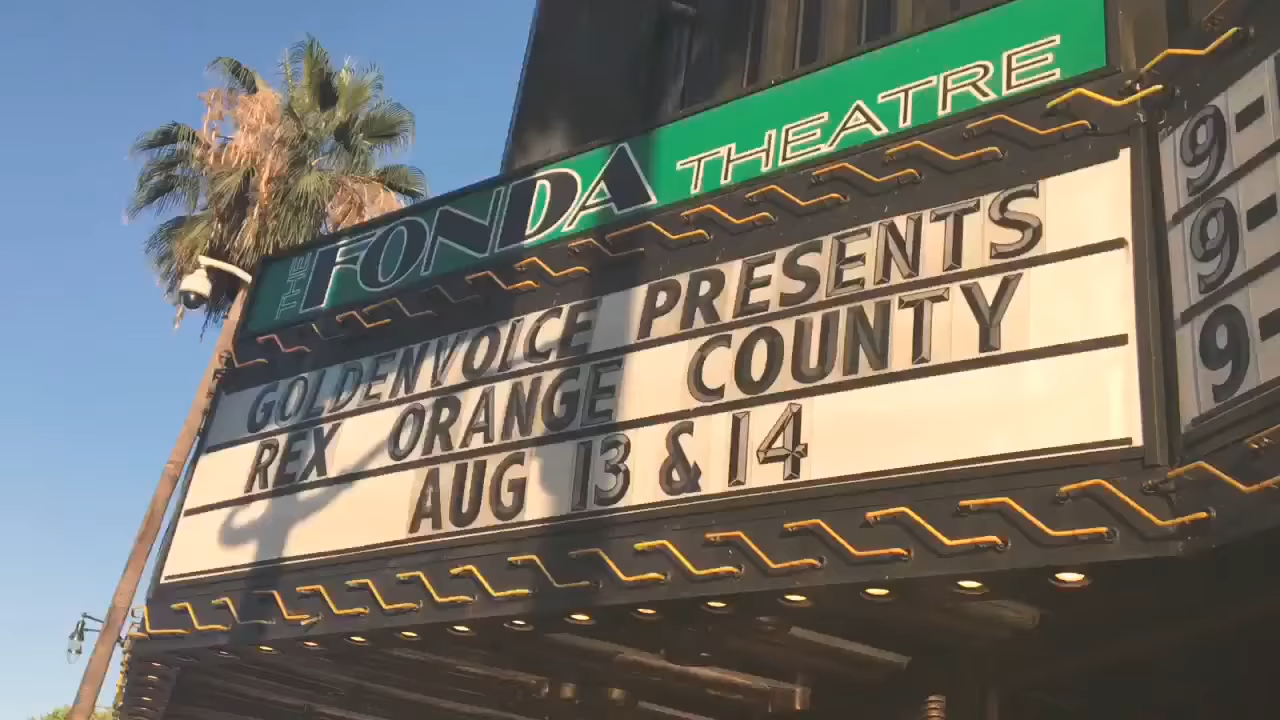 THE FONDA THEATRE
GOLDENVOICE PRESENTS
REX ORANGE COUNTY
AUG 13 & 14
9-
9-
9-